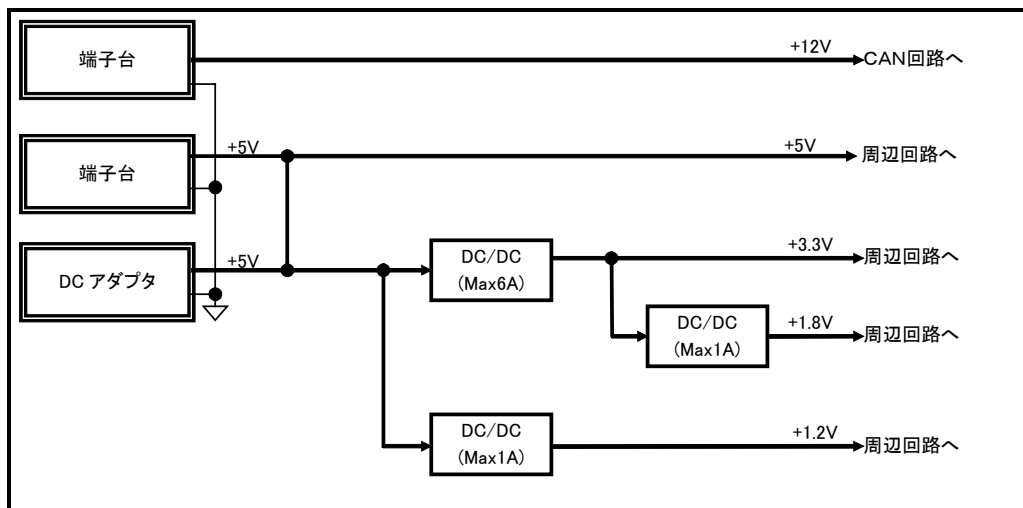 端子台
+12V
CAN回路へ
端子台
+5V
+5V
周辺回路へ
DC アダプタ
+5V
DC/DC
(Max6A)
+3.3V
周辺回路へ
DC/DC
(Max1A)
+1.8V
周辺回路へ
DC/DC
(Max1A)
+1.2V
周辺回路へ